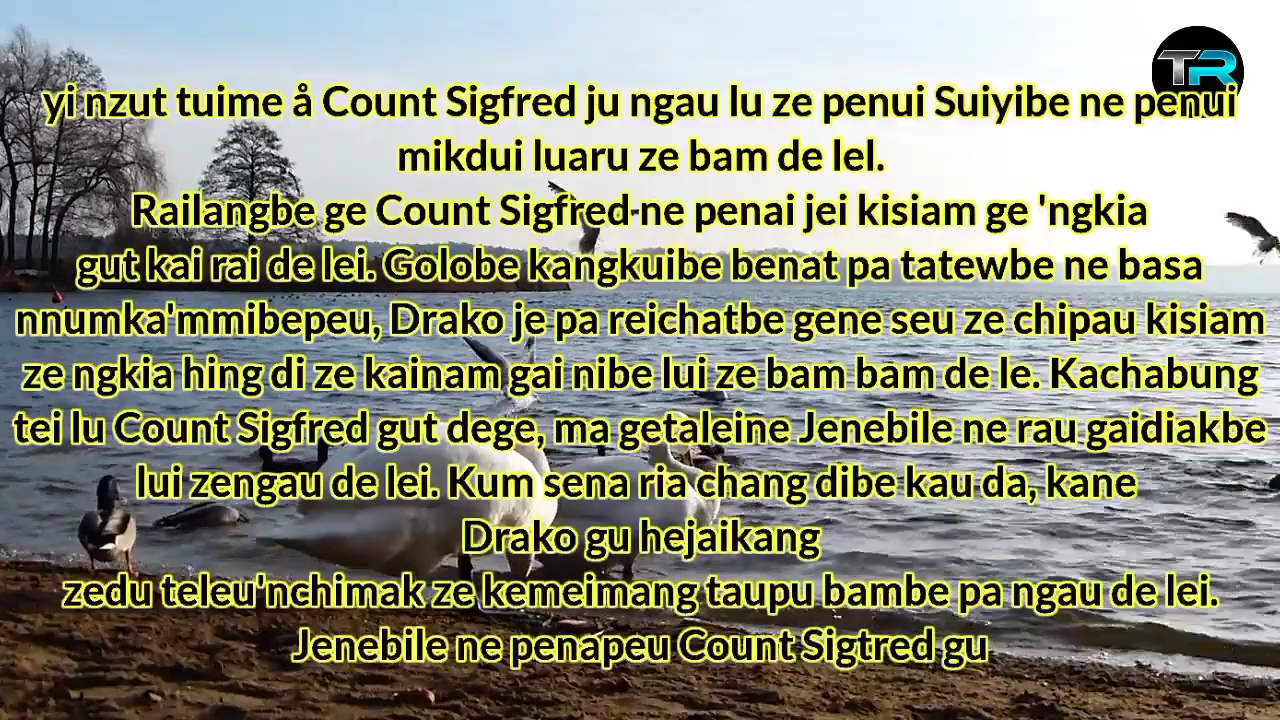 TR
yi nzut tuime å Count Sigfred ju ngau lu ze penui Suiyibe ne penui
mikdui luaru ze bam de lel.
Railangbe ge Count Sigfred ne penai jei kisiam ge 'ngkia
gut kai rai de lei. Golobe kangkuibe benat pa tatewbe ne basa
nnumka'mmibepeu, Drako je pa reichatbe gene seu ze chipau kisiam
ze ngkia hing di ze kainam gai nibe lui ze bam bam de le. Kachabung
tei lu Count Sigfred gut dege, ma getaleine Jenebile ne rau gaidiakbe
lui zengau de lei. Kum sena ria chang dibe kau da, kane
Drako gu hejaikang
zedu teleu'nchimak ze kemeimang taupu bambe pa ngau de lei.
Jenebile ne penapeu Count Sigtred gu